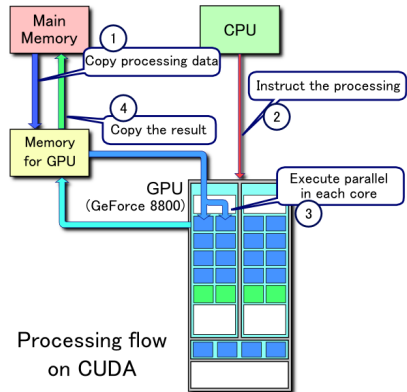 Main
Memory
CPU
1
Copy processing data
Instruct the processing
2
4
Copy the result
Memory
for GPU
GPU
(GeForce 8800)
Execute parallel
in each core
3
Processing flow
on CUDA